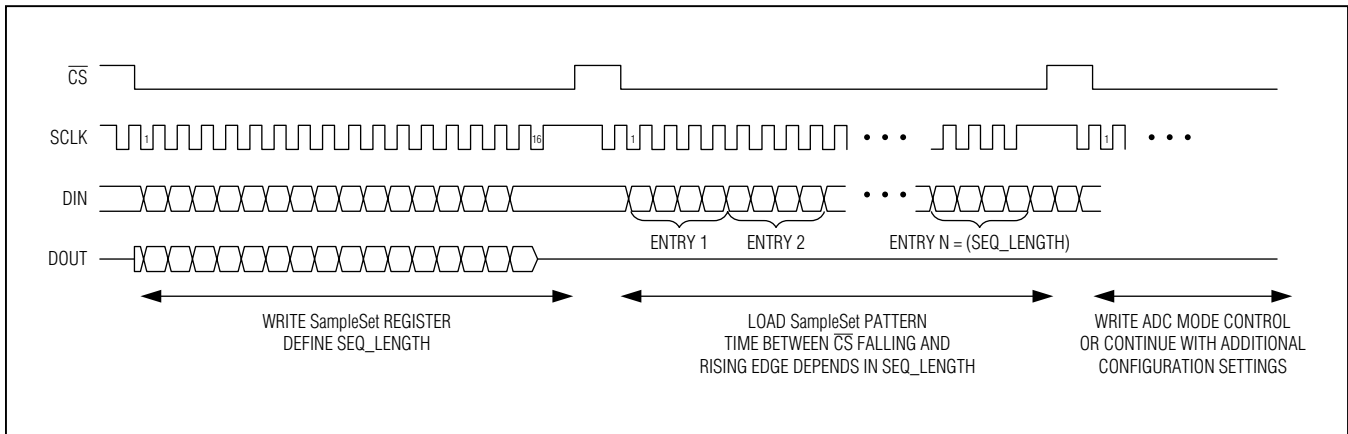 CS
SCLK
1
16
1
1
DIN
ENTRY 1
ENTRY 2
ENTRY N = (SEQ_LENGTH)
DOUT
WRITE SampleSet REGISTER
DEFINE SEQ_LENGTH
LOAD SampleSet PATTERN
TIME BETWEEN CS FALLING AND
RISING EDGE DEPENDS IN SEQ_LENGTH
WRITE ADC MODE CONTROL
OR CONTINUE WITH ADDITIONAL
CONFIGURATION SETTINGS